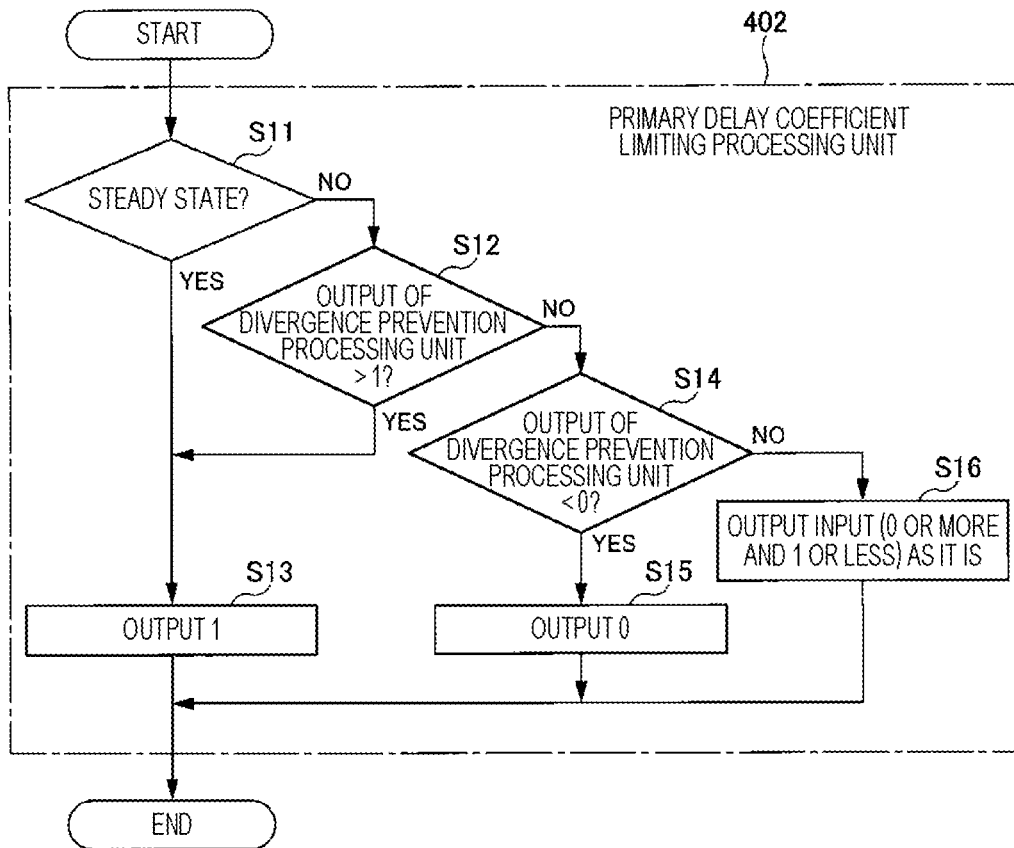 START
402
PRIMARY DELAY COEFFICIENT
LIMITING PROCESSING UNIT
S11
STEADY STATE?
NO
YES
S12
OUTPUT OF
DIVERGENCE PREVENTION
PROCESSING UNIT
>1?
NO
YES
S14
OUTPUT OF
DIVERGENCE PREVENTION
PROCESSING UNIT
<0?
NO
YES
S16
OUTPUT INPUT (0 OR MORE
AND 1 OR LESS) AS IT IS
S13
OUTPUT 1
S15
OUTPUT 0
END